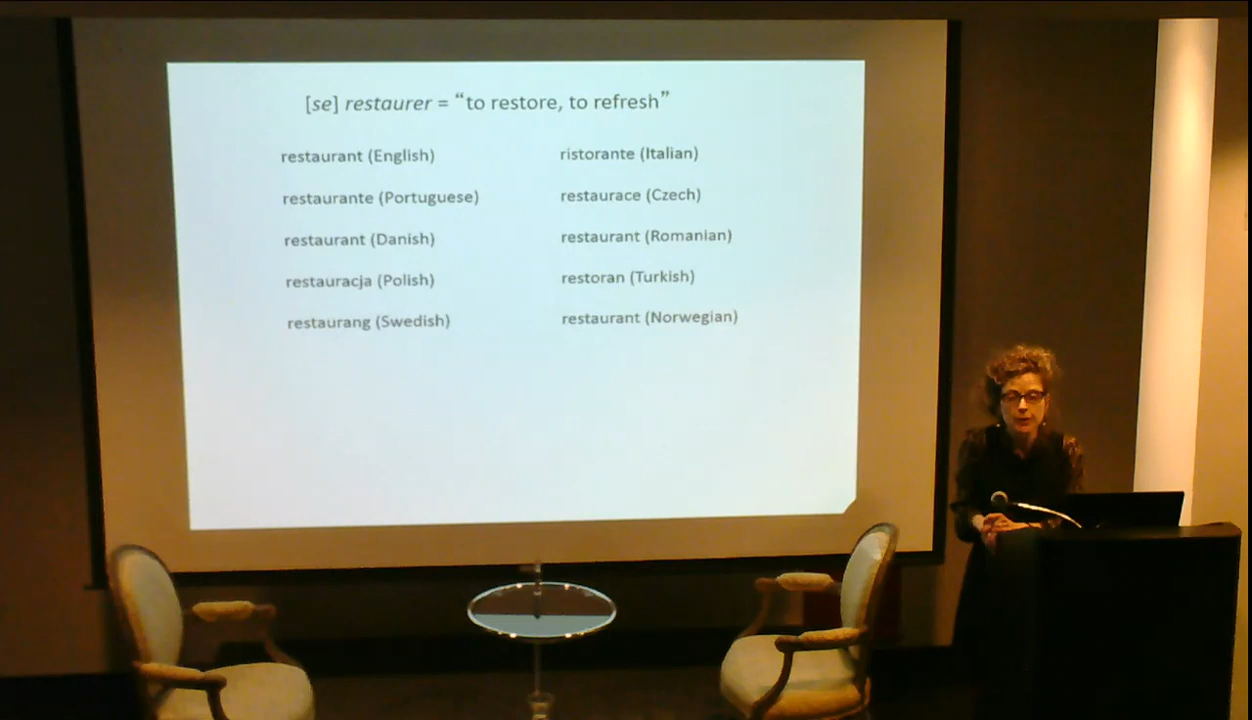 [se] restaurer = “to restore, to refresh”
restaurant (English)
restaurante (Portuguese)
restaurant (Danish)
restauracja (Polish)
restaurang (Swedish)
ristorante (Italian)
restaurace (Czech)
restaurant (Romanian)
restoran (Turkish)
restaurant (Norwegian)